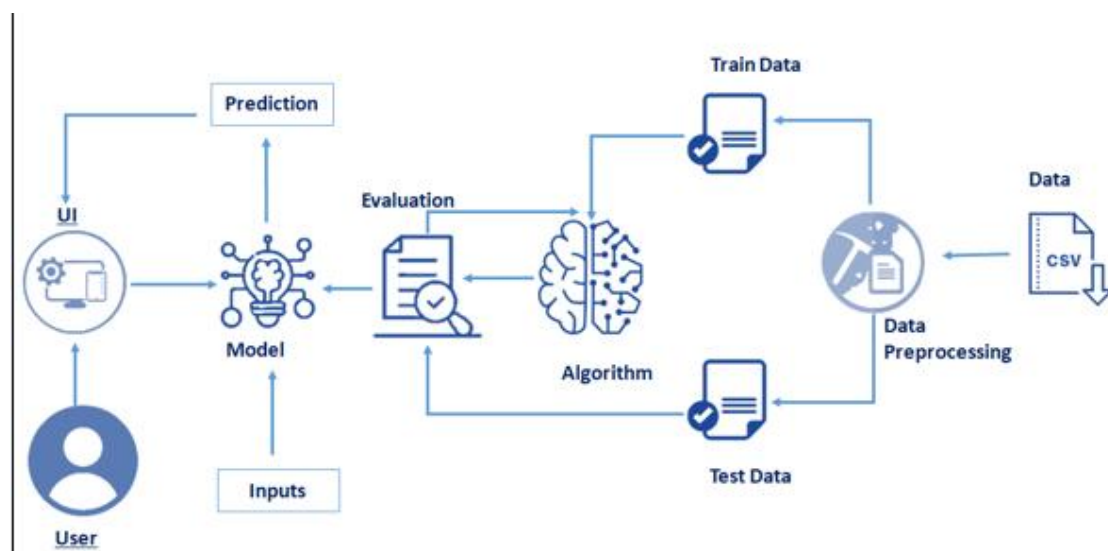 Train Data
Prediction
Data
Evaluation
UI
CSV
Data
Preprocessing
Model
Algorithm
Test Data
Inputs
User